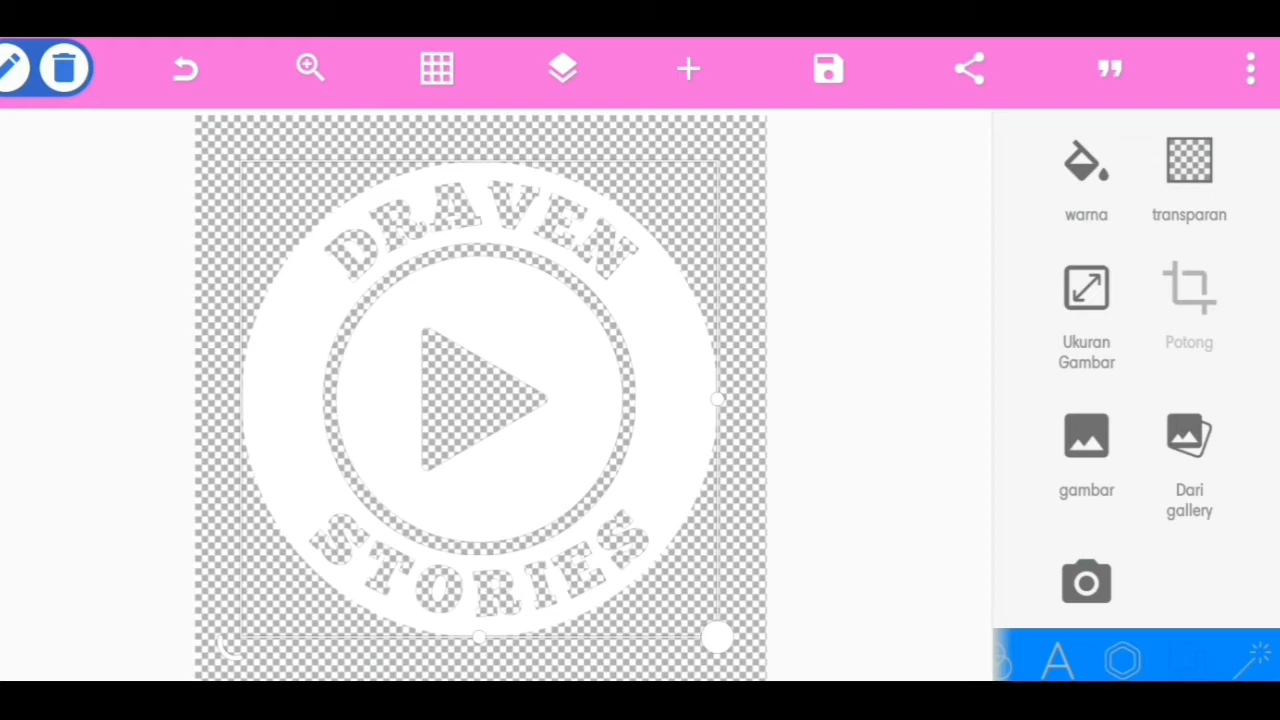 warna
transparan
DRAVEN
Ukuran
Gambar
Potong
gambar
Dari
gallery
STORIES
A